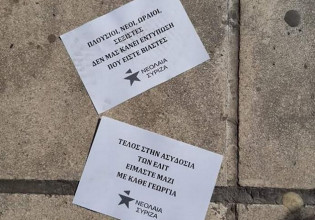 ΠΛΟΥΣΙΟΙ, ΝΕΟΙ, ΩΡΑΙΟΙ,
ΣΕΞΙΣΤΕΣ
ΔΕΝ ΜΑΣ ΚΑΝΕΙ ΕΝΤΥΠΩΣΗ
ΠΟΥ ΕΙΣΤΕ ΒΙΑΣΤΕΣ
ΝΕΟΛΑΙΑ
ΣΥΡΙΖΑ
ΤΕΛΟΣ ΣΤΗΝ ΑΣΥΔΟΣΙΑ
ΤΩΝ ΕΛΙΤ
ΕΙΜΑΣΤΕ ΜΑΖΙ
ΜΕ ΚΑΘΕ ΓΕΩΡΓΙΑ
ΝΕΟΛΑΙΑ
ΣΥΡΙΖΑ